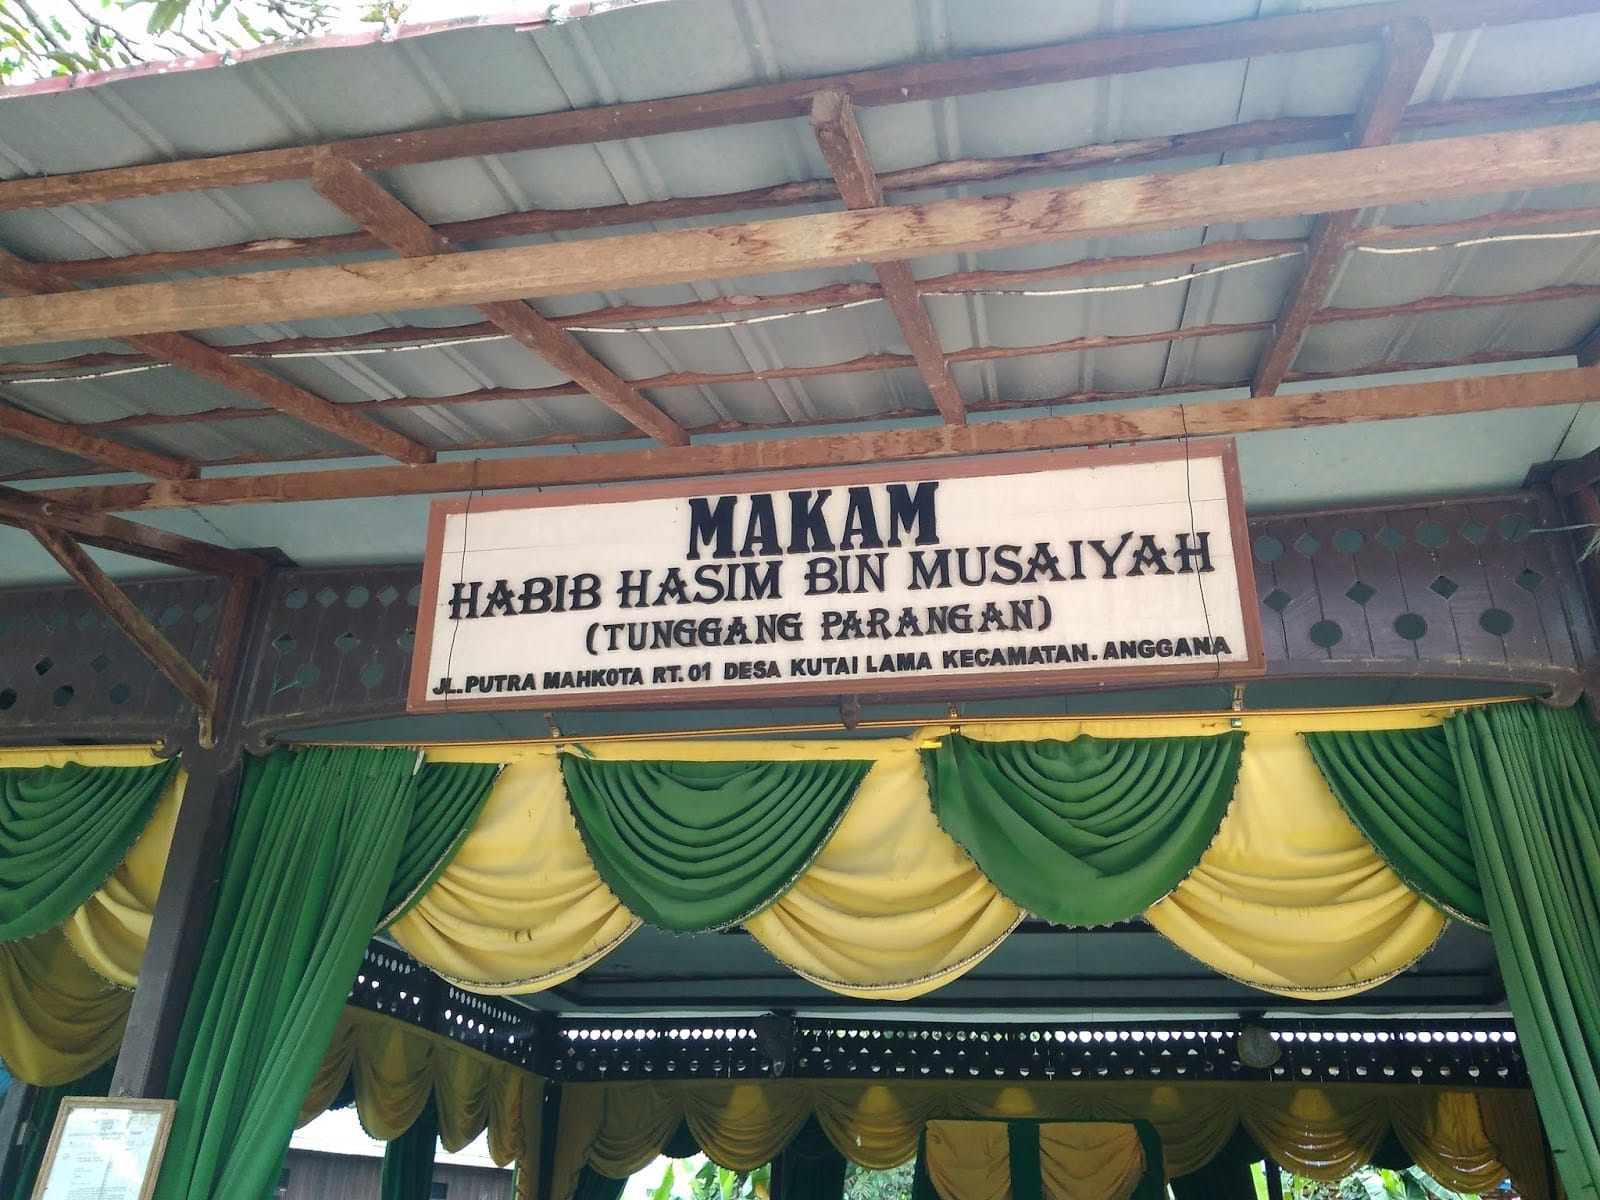 MAKAM
HABIB HASIM BIN MUSAIYAH
(TUNGGANG PARANGAN)
JL.PUTRA MAHKOTA RT. 01 DESA KUTAI LAMA KECAMATAN. ANGGANA